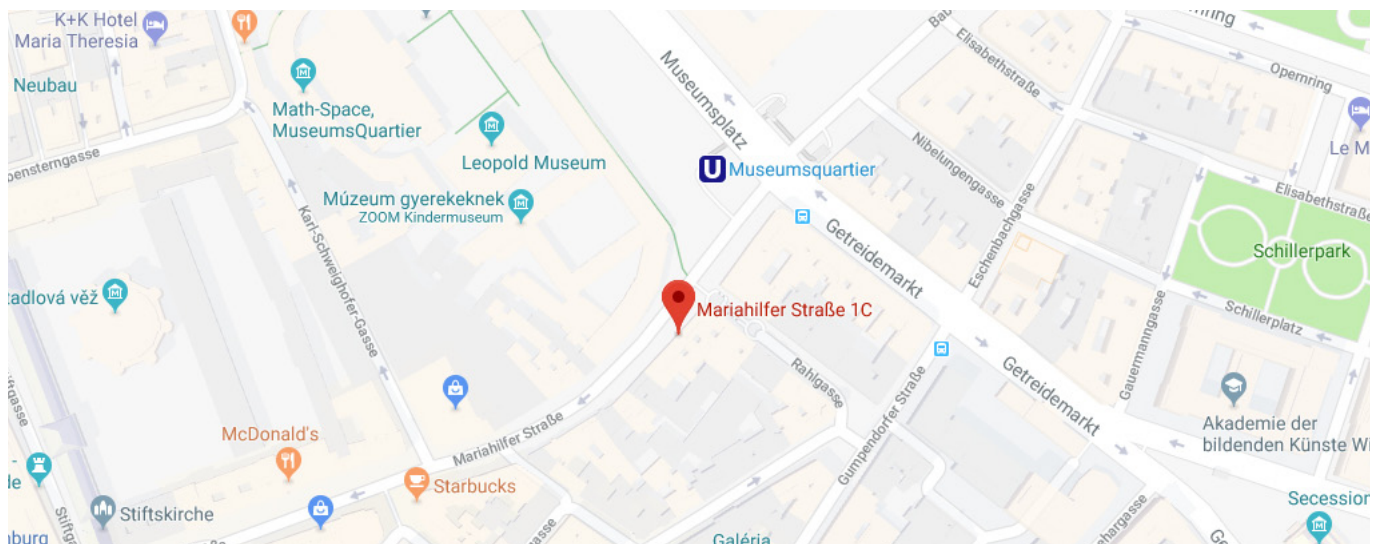 K+K Hotel
Maria Theresia
Neubau
Math-Space,
MuseumsQuartier
Leopold Museum
Múzeum gyerekeknek
ZOOM Kindermuseum
Karl-Schweighofer-Gasse
Museumsplatz
U Museumsquartier
Opernring
Elisabethstraße
Opernring
Nibelungengasse
Eschenbachgasse
Elisabethstraße
Schillerpark
Schillerplatz
Getreidemarkt
Mariahilfer Straße 1C
Rahlgasse
Gumpendorfer Straße
Getreidemarkt
Gauermanngasse
Akademie der
bildenden Künste
McDonald's
Mariahilfer Straße
Starbucks
Stiftskirche
Galéria
Secession